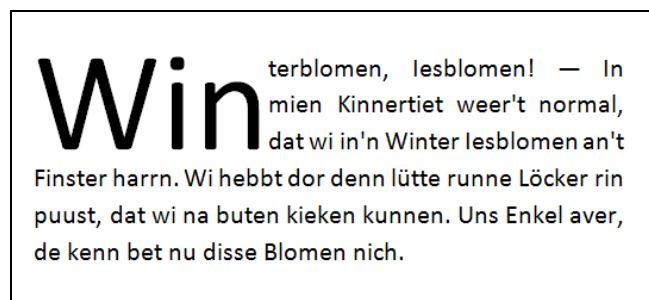 Winterblomen, Iesblomen! — In
mien Kinnertiet weer't normal,
dat wi in'n Winter Iesblomen an't
Finster harrn. Wi hebbt dor denn lütte runne Löcker rin
puust, dat wi na buten kieken kunnen. Uns Enkel aver,
de kenn bet nu disse Blomen nich.